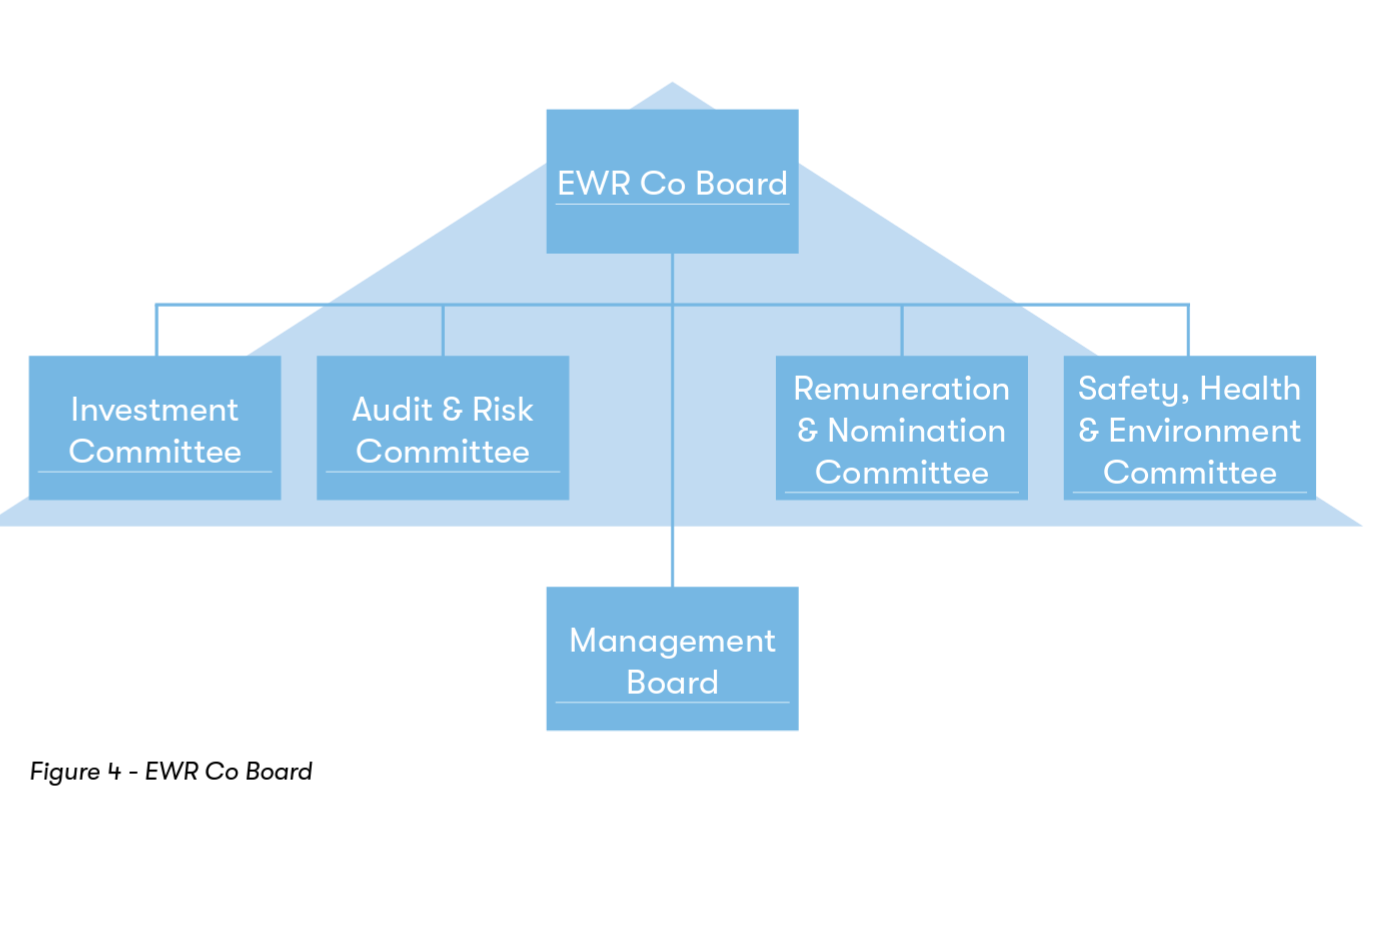 EWR Co Board
Investment
Committee
Audit & Risk
Committee
Remuneration
& Nomination
Committee
Safety, Health
& Environment
Committee
Management
Board
Figure 4 - EWR Co Board